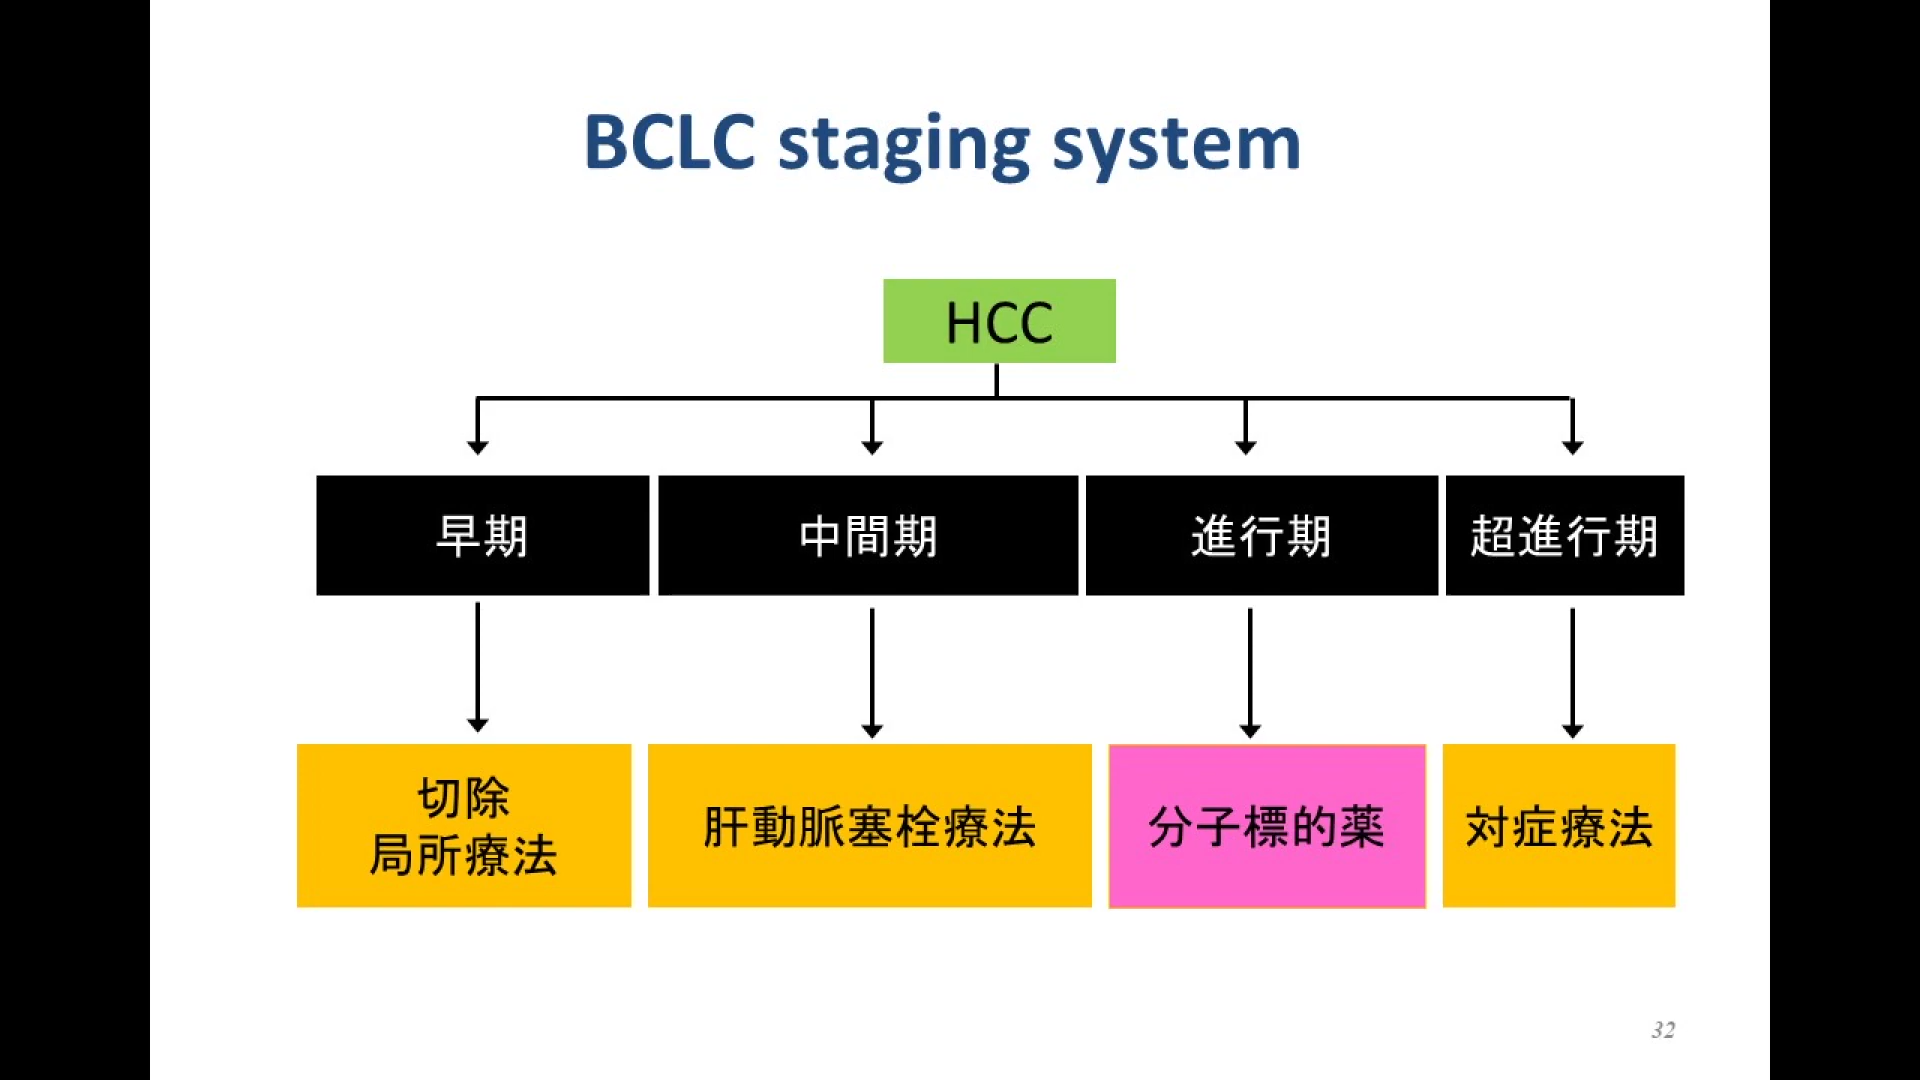 BCLC staging system
HCC
早期
中間期
進行期
超進行期
切除
局所療法
肝動脈塞栓療法
分子標的薬
対症療法
32